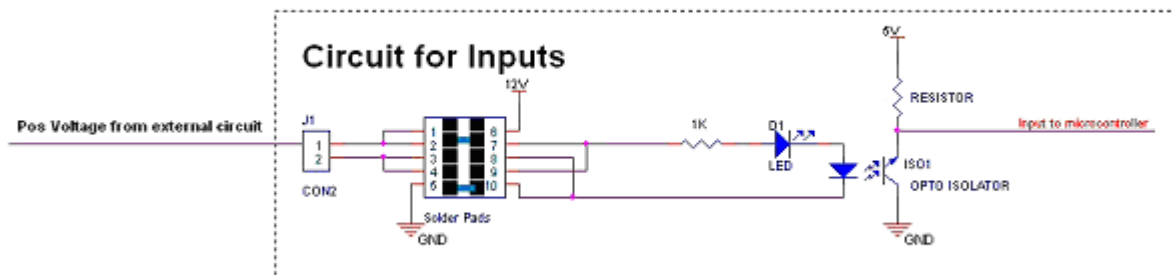 Circuit for Inputs
5V
12V
RESISTOR
Pos Voltage from external circuit
J1
1
2
CON2
1
2
3
4
5
6
7
8
9
10
Solder Pads
GND
1K
D1
LED
Input to microcontroller
ISO1
OPTO ISOLATOR
GND